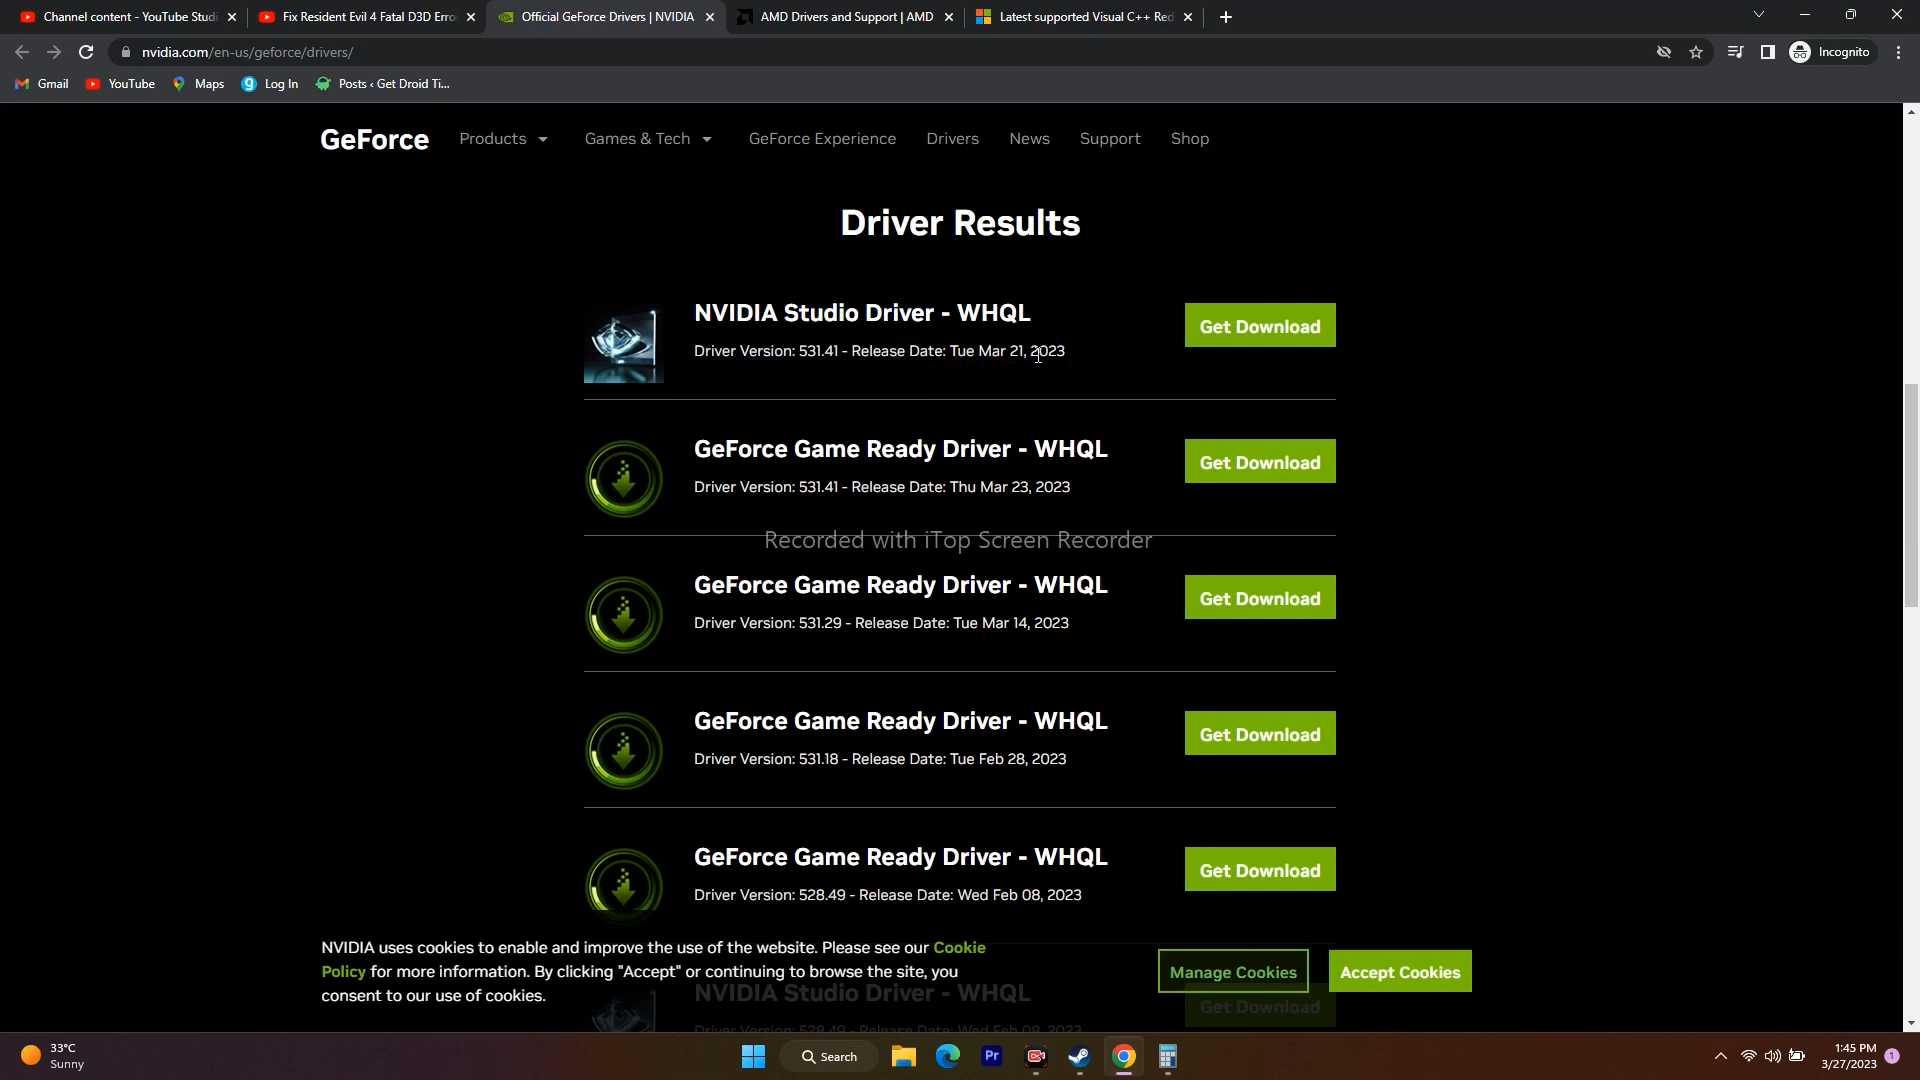 Channel content - YouTube Studi
Fix Resident Evil 4 Fatal D3D Erro
Official GeForce Drivers | NVIDIA
AMD Drivers and Support | AMD
Latest supported Visual C++ Red
nvidia.com/en-us/geforce/drivers/
Incognito
Gmail
YouTube
Maps
Log In
Posts ‹ Get Droid Ti...
GeForce
Products
Games & Tech
GeForce Experience
Drivers
News
Support
Shop
Driver Results
NVIDIA Studio Driver - WHQL
Get Download
Driver Version: 531.41 - Release Date: Tue Mar 21, 2023
GeForce Game Ready Driver - WHQL
Get Download
Driver Version: 531.41 - Release Date: Thu Mar 23, 2023
Recorded with iTop Screen Recorder
GeForce Game Ready Driver - WHQL
Get Download
Driver Version: 531.29 - Release Date: Tue Mar 14, 2023
GeForce Game Ready Driver - WHQL
Get Download
Driver Version: 531.18 - Release Date: Tue Feb 28, 2023
GeForce Game Ready Driver - WHQL
Get Download
Driver Version: 528.49 - Release Date: Wed Feb 08, 2023
NVIDIA uses cookies to enable and improve the use of the website. Please see our Cookie
Policy for more information. By clicking "Accept" or continuing to browse the site, you
consent to our use of cookies.
Manage Cookies
Accept Cookies
NVIDIA Studio Driver - WHQL
Get Download
Driver Version: 528.49 - Release Date: Wed Feb 08, 2023
33°C
Sunny
Search
Pr
1:45 PM
3/27/2023
1